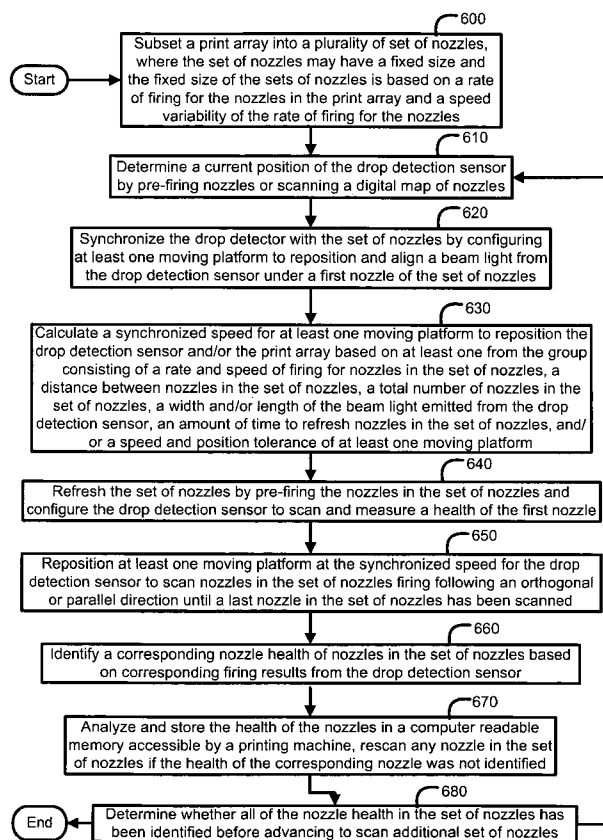 600
Subset a print array into a plurality of set of nozzles,
where the set of nozzles may have a fixed size and
the fixed size of the sets of nozzles is based on a rate
of firing for the nozzles in the print array and a speed
variability of the rate of firing for the nozzles
Start
610
Determine a current position of the drop detection sensor
by pre-firing nozzles or scanning a digital map of nozzles
620
Synchronize the drop detector with the set of nozzles by configuring
at least one moving platform to reposition and align a beam light from
the drop detection sensor under a first nozzle of the set of nozzles
630
Calculate a synchronized speed for at least one moving platform to reposition the
drop detection sensor and/or the print array based on at least one from the group
consisting of a rate and speed of firing for nozzles in the set of nozzles, a
distance between nozzles in the set of nozzles, a total number of nozzles in the
set of nozzles, a width and/or length of the beam light emitted from the drop
detection sensor, an amount of time to refresh nozzles in the set of nozzles, and/
or a speed and position tolerance of at least one moving platform
640
Refresh the set of nozzles by pre-firing the nozzles in the set of nozzles and
configure the drop detection sensor to scan and measure a health of the first nozzle
650
Reposition at least one moving platform at the synchronized speed for the drop
detection sensor to scan nozzles in the set of nozzles firing following an orthogonal
or parallel direction until a last nozzle in the set of nozzles has been scanned
660
Identify a corresponding nozzle health of nozzles in the set of nozzles based
on corresponding firing results from the drop detection sensor
670
Analyze and store the health of the nozzles in a computer readable
memory accessible by a printing machine, rescan any nozzle in the set
of nozzles if the health of the corresponding nozzle was not identified
680
End
Determine whether all of the nozzle health in the set of nozzles has
been identified before advancing to scan additional set of nozzles